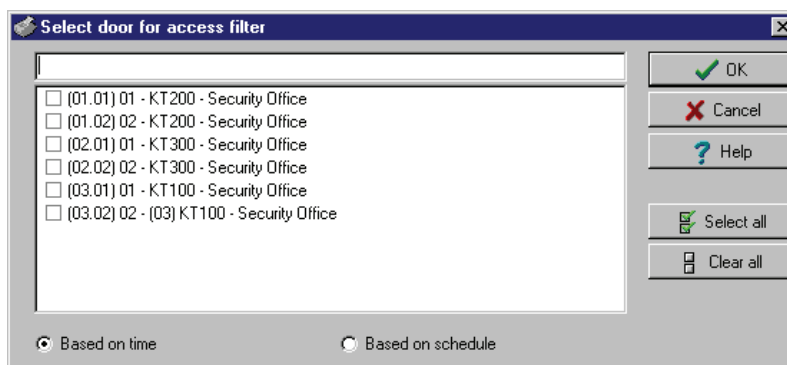 Select door for access filter
OK
(01.01) 01 - KT200 - Security Office
(01.02) 02 - KT200 - Security Office
(02.01) 01 - KT300 - Security Office
(02.02) 02 - KT300 - Security Office
(03.01) 01 - KT100 - Security Office
(03.02) 02 - (03) KT100 - Security Office
Cancel
Help
Select all
Clear all
Based on time
Based on schedule